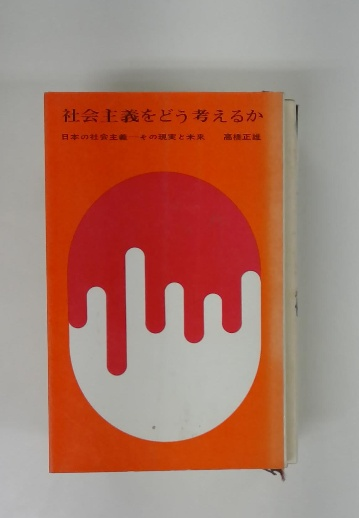 社会主義をどう考えるか
日本の社会主義―その現実と未来 高橋正雄